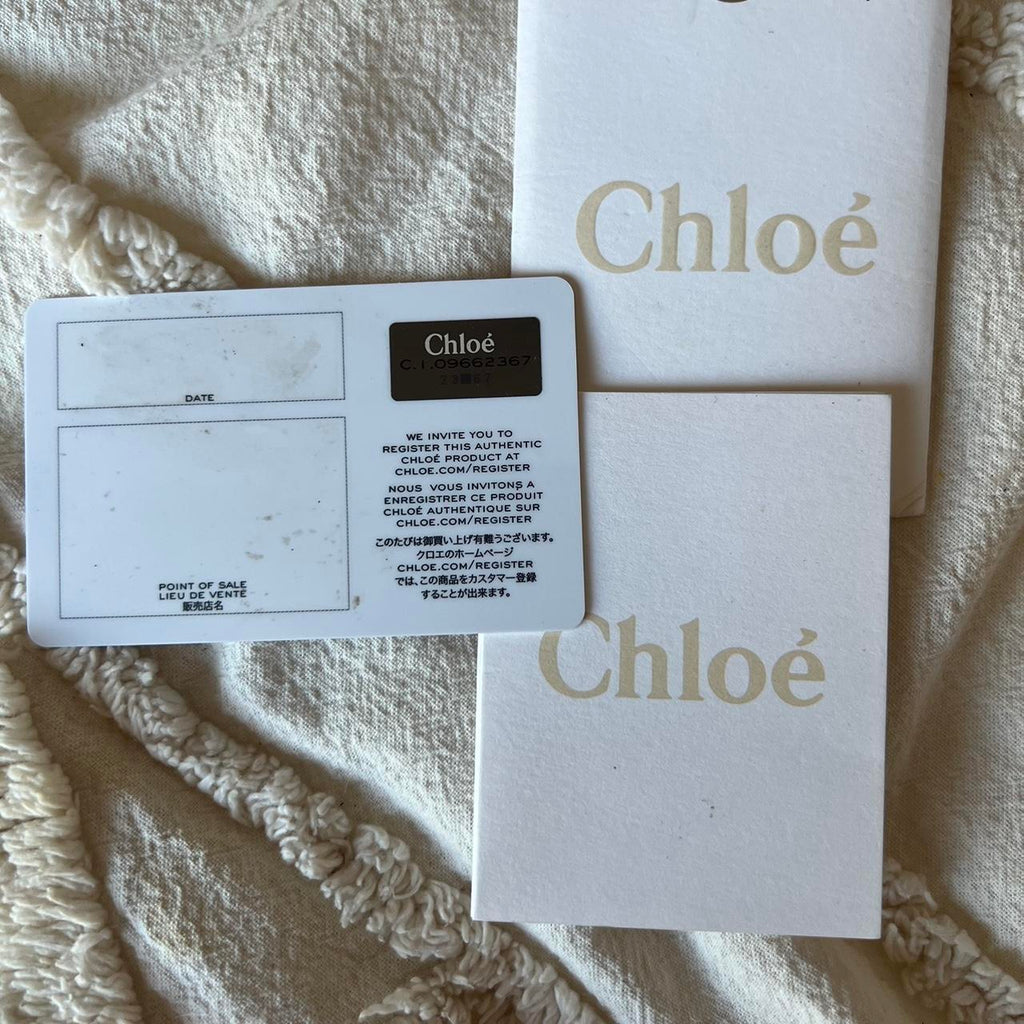 Chloé
DATE
POINT OF SALE
LIEU DE VENTE
販売店名
Chloé
C.I.09662367
WE INVITE YOU TO
REGISTER THIS AUTHENTIC
CHLOÉ PRODUCT AT
CHLOE.COM/REGISTER
NOUS VOUS INVITONS A
ENREGISTRER CE PRODUIT
CHLOÉ AUTHENTIQUE SUR
CHLOE.COM/REGISTER
このたびは御買い上げ有難うございます。
クロエのホームページ
CHLOE.COM/REGISTER
では、この商品をカスタマー登録
することが出来ます。
Chloé